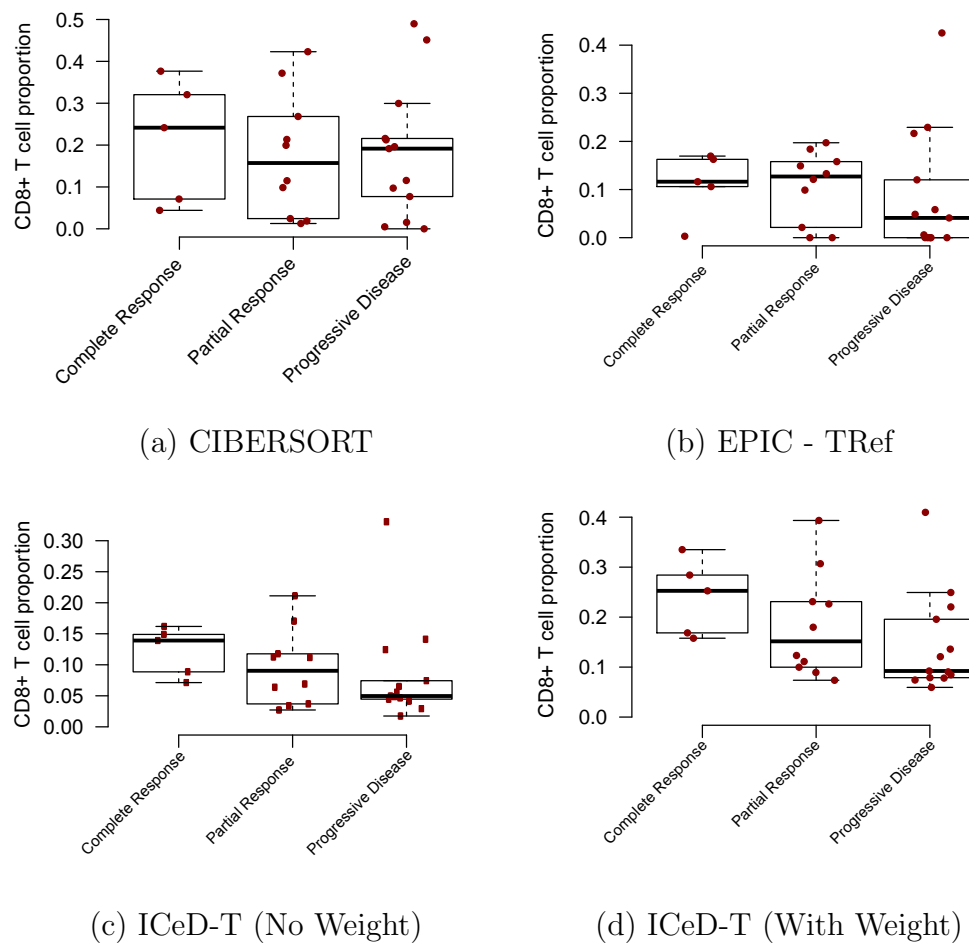 CD8+ T cell proportion
0.5
0.4
0.3
0.2
0.1
0.0
Complete Response
Partial Response
Progressive Disease
(a) CIBERSORT
CD8+ T cell proportion
0.4
0.3
0.2
0.1
0.0
Complete Response
Partial Response
Progressive Disease
(b) EPIC - TRef
CD8+ T cell proportion
0.30
0.25
0.20
0.15
0.10
0.05
0.00
Complete Response
Partial Response
Progressive Disease
(c) ICeD-T (No Weight)
CD8+ T cell proportion
0.4
0.3
0.2
0.1
0.0
Complete Response
Partial Response
Progressive Disease
(d) ICeD-T (With Weight)